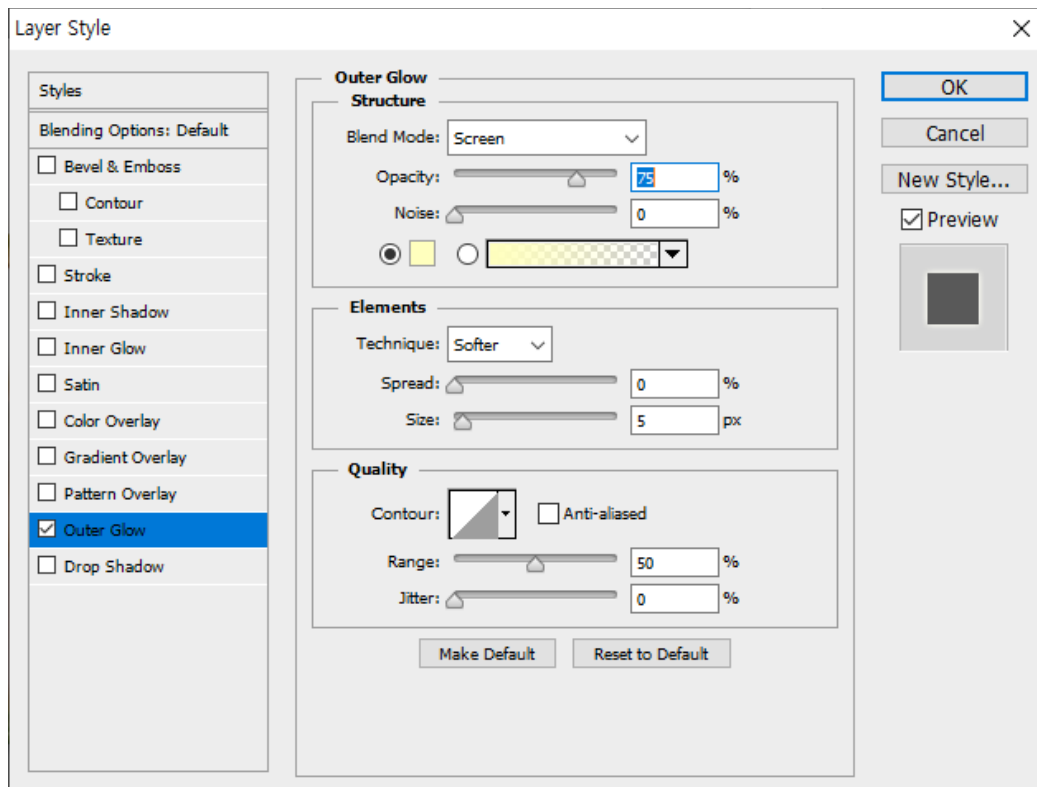 Layer Style
Styles
Blending Options: Default
Bevel & Emboss
Contour
Texture
Stroke
Inner Shadow
Inner Glow
Satin
Color Overlay
Gradient Overlay
Pattern Overlay
Outer Glow
Drop Shadow
Outer Glow
Structure
Blend Mode: Screen
Opacity: 75 %
Noise: 0 %
Elements
Technique: Softer
Spread: 0 %
Size: 5 px
Quality
Contour: Anti-aliased
Range: 50 %
Jitter: 0 %
Make Default Reset to Default
OK
Cancel
New Style...
Preview